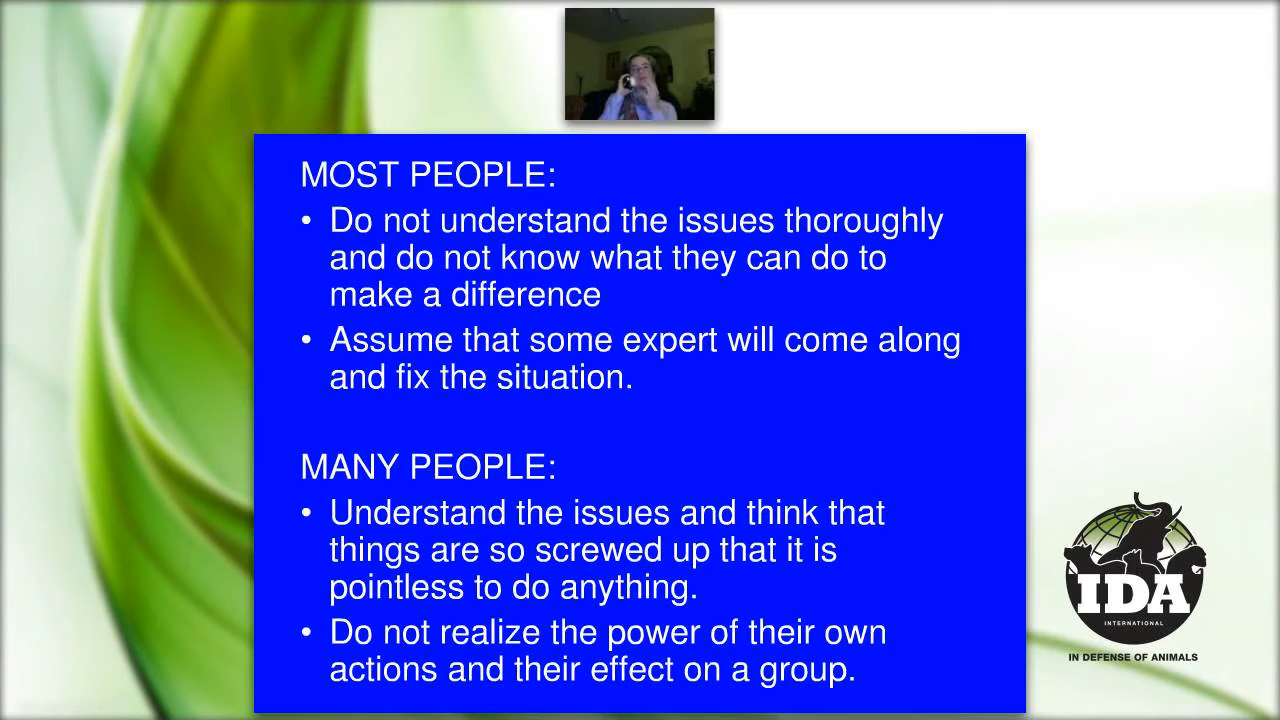 MOST PEOPLE:
• Do not understand the issues thoroughly
and do not know what they can do to
make a difference
• Assume that some expert will come along
and fix the situation.
MANY PEOPLE:
• Understand the issues and think that
things are so screwed up that it is
pointless to do anything.
• Do not realize the power of their own
actions and their effect on a group.
IDA
INTERNATIONAL
IN DEFENSE OF ANIMALS